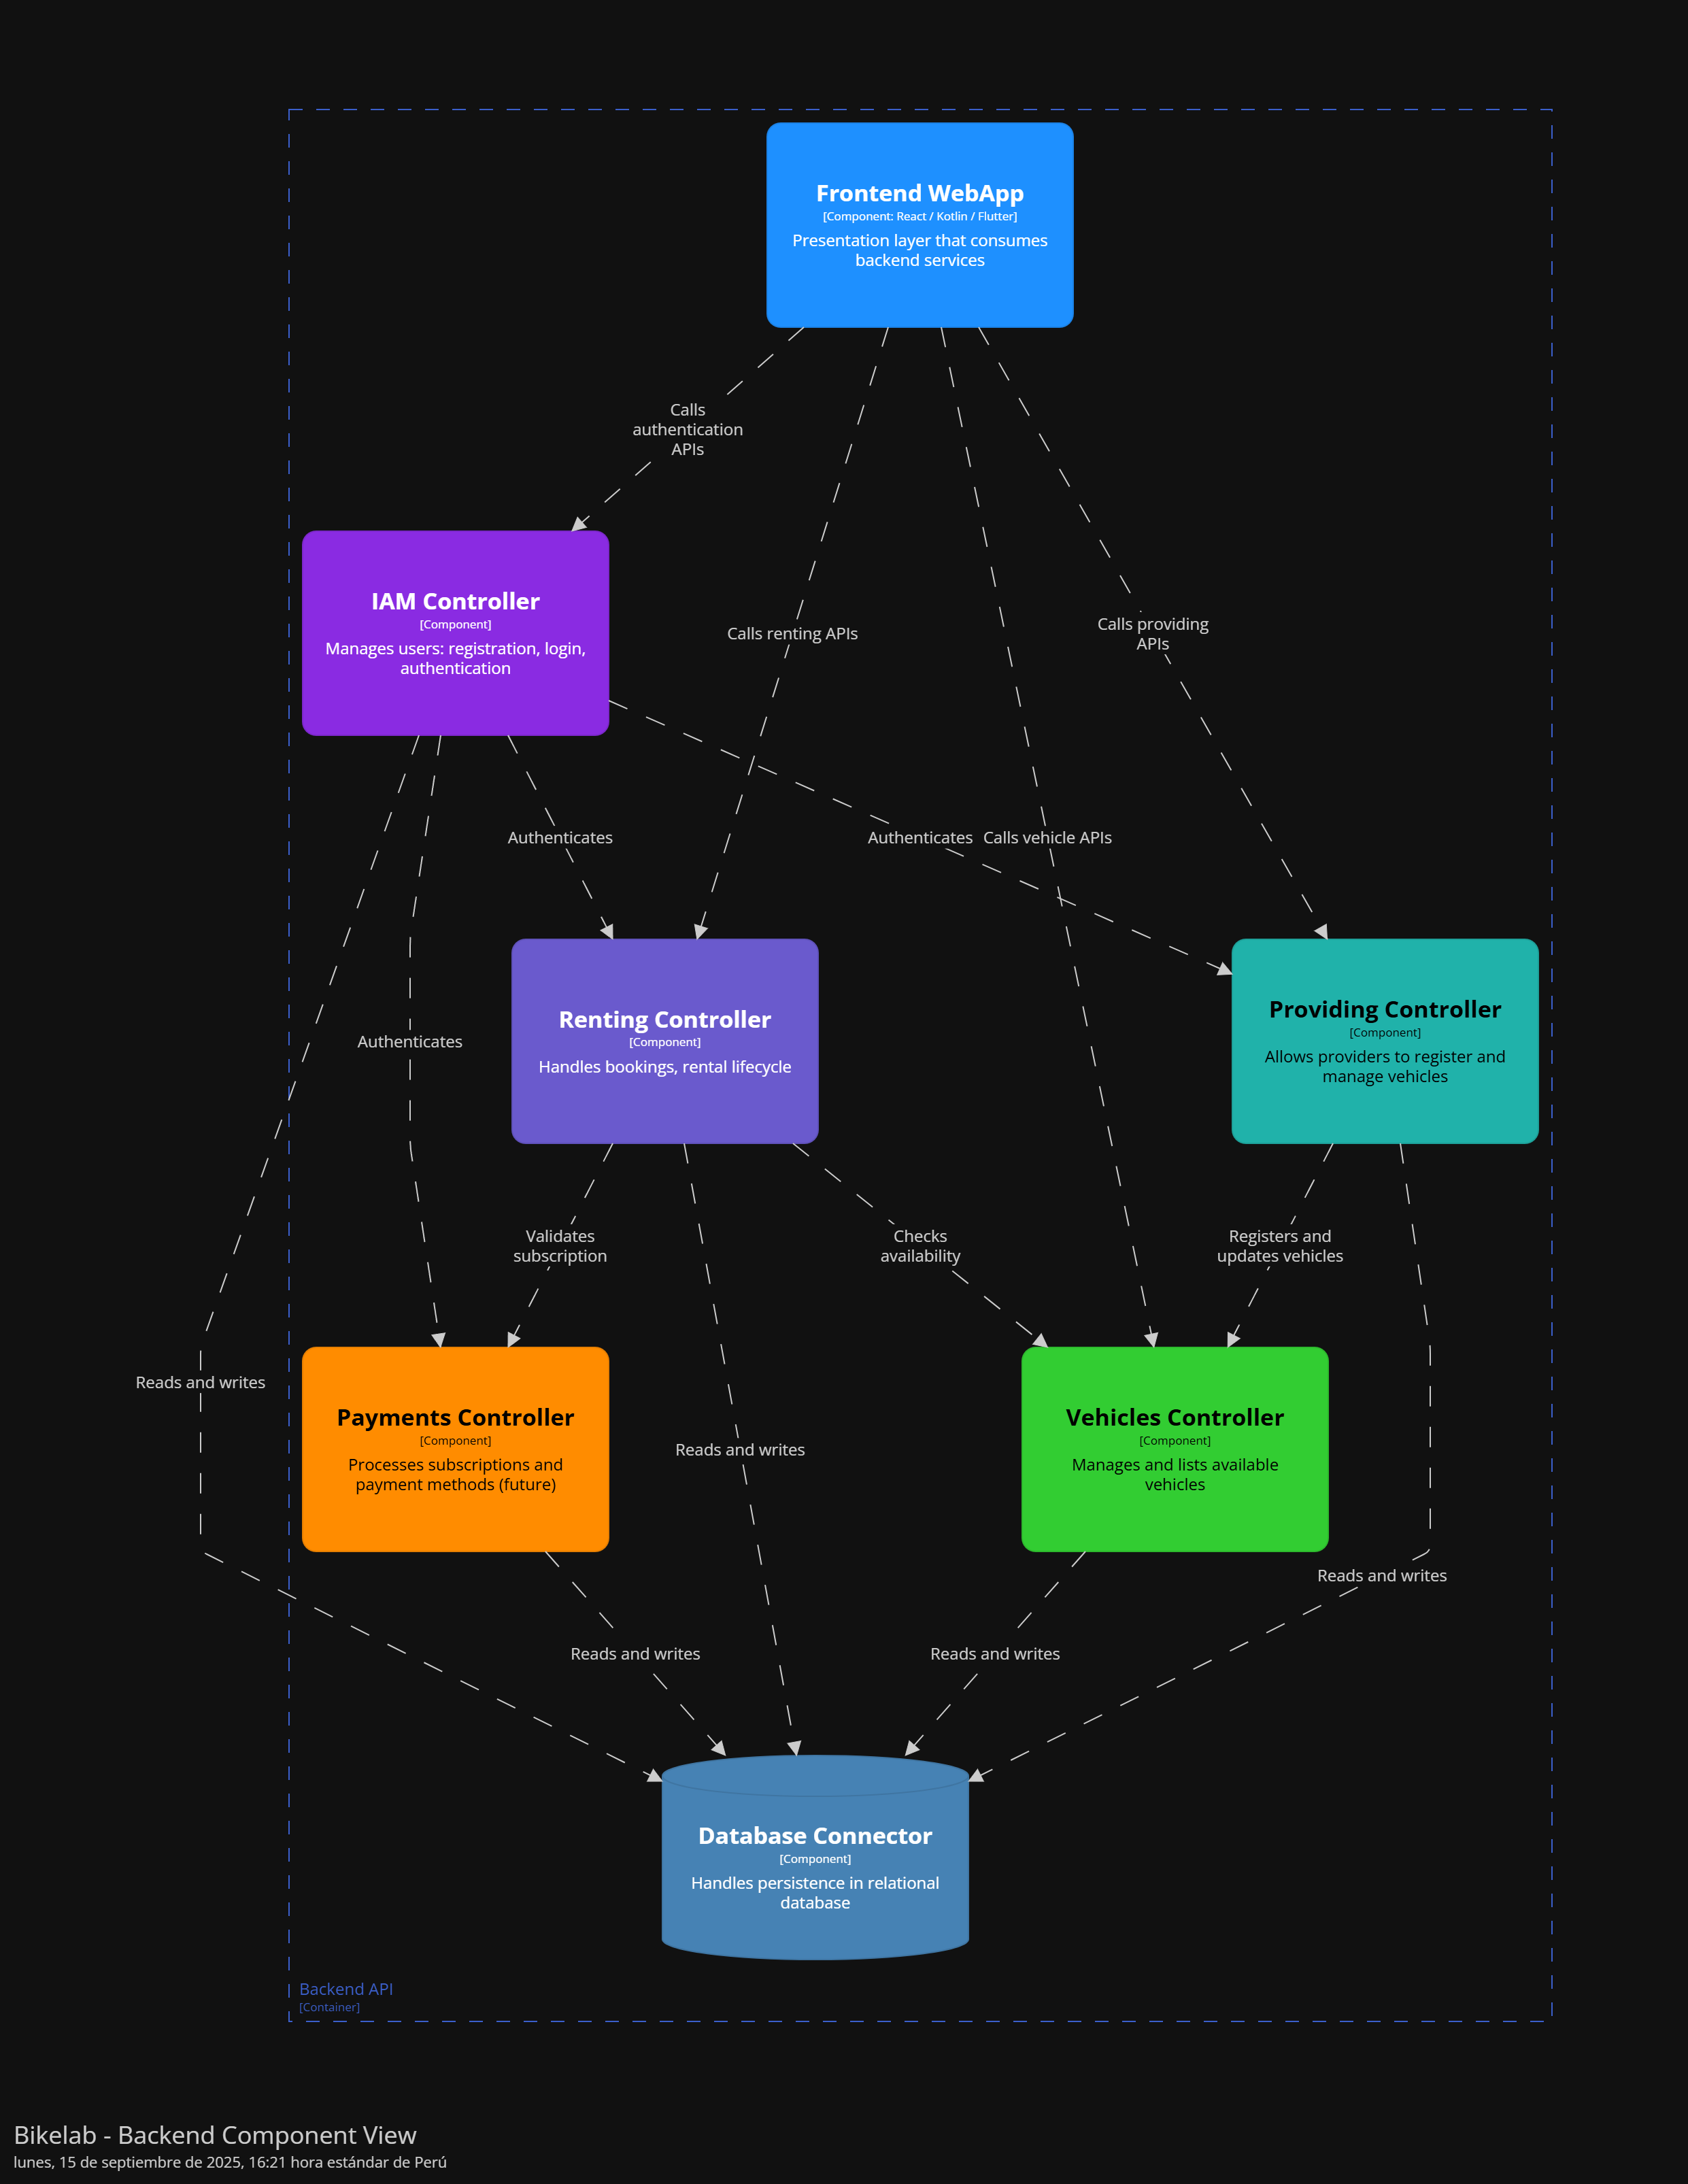 Frontend WebApp
[Component: React / Kotlin / Flutter]
Presentation layer that consumes
backend services
Calls
authentication
APIs
IAM Controller
[Component]
Manages users: registration, login,
authentication
Calls renting APIs
Calls providing
APIs
Authenticates
Authenticates
Calls vehicle APIs
Authenticates
Renting Controller
[Component]
Handles bookings, rental lifecycle
Providing Controller
[Component]
Allows providers to register and
manage vehicles
Validates
subscription
Checks
availability
Registers and
updates vehicles
Reads and writes
Payments Controller
[Component]
Processes subscriptions and
payment methods (future)
Reads and writes
Vehicles Controller
[Component]
Manages and lists available
vehicles
Reads and writes
Reads and writes
Reads and writes
Database Connector
[Component]
Handles persistence in relational
database
Backend API
[Container]
Bikelab - Backend Component View
lunes, 15 de septiembre de 2025, 16:21 hora estándar de Perú